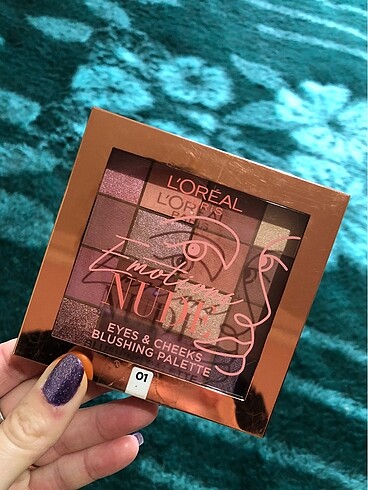 L'ORÉAL
PARIS
Emotions
NUDE
EYES & CHEEKS
BLUSHING PALETTE
01